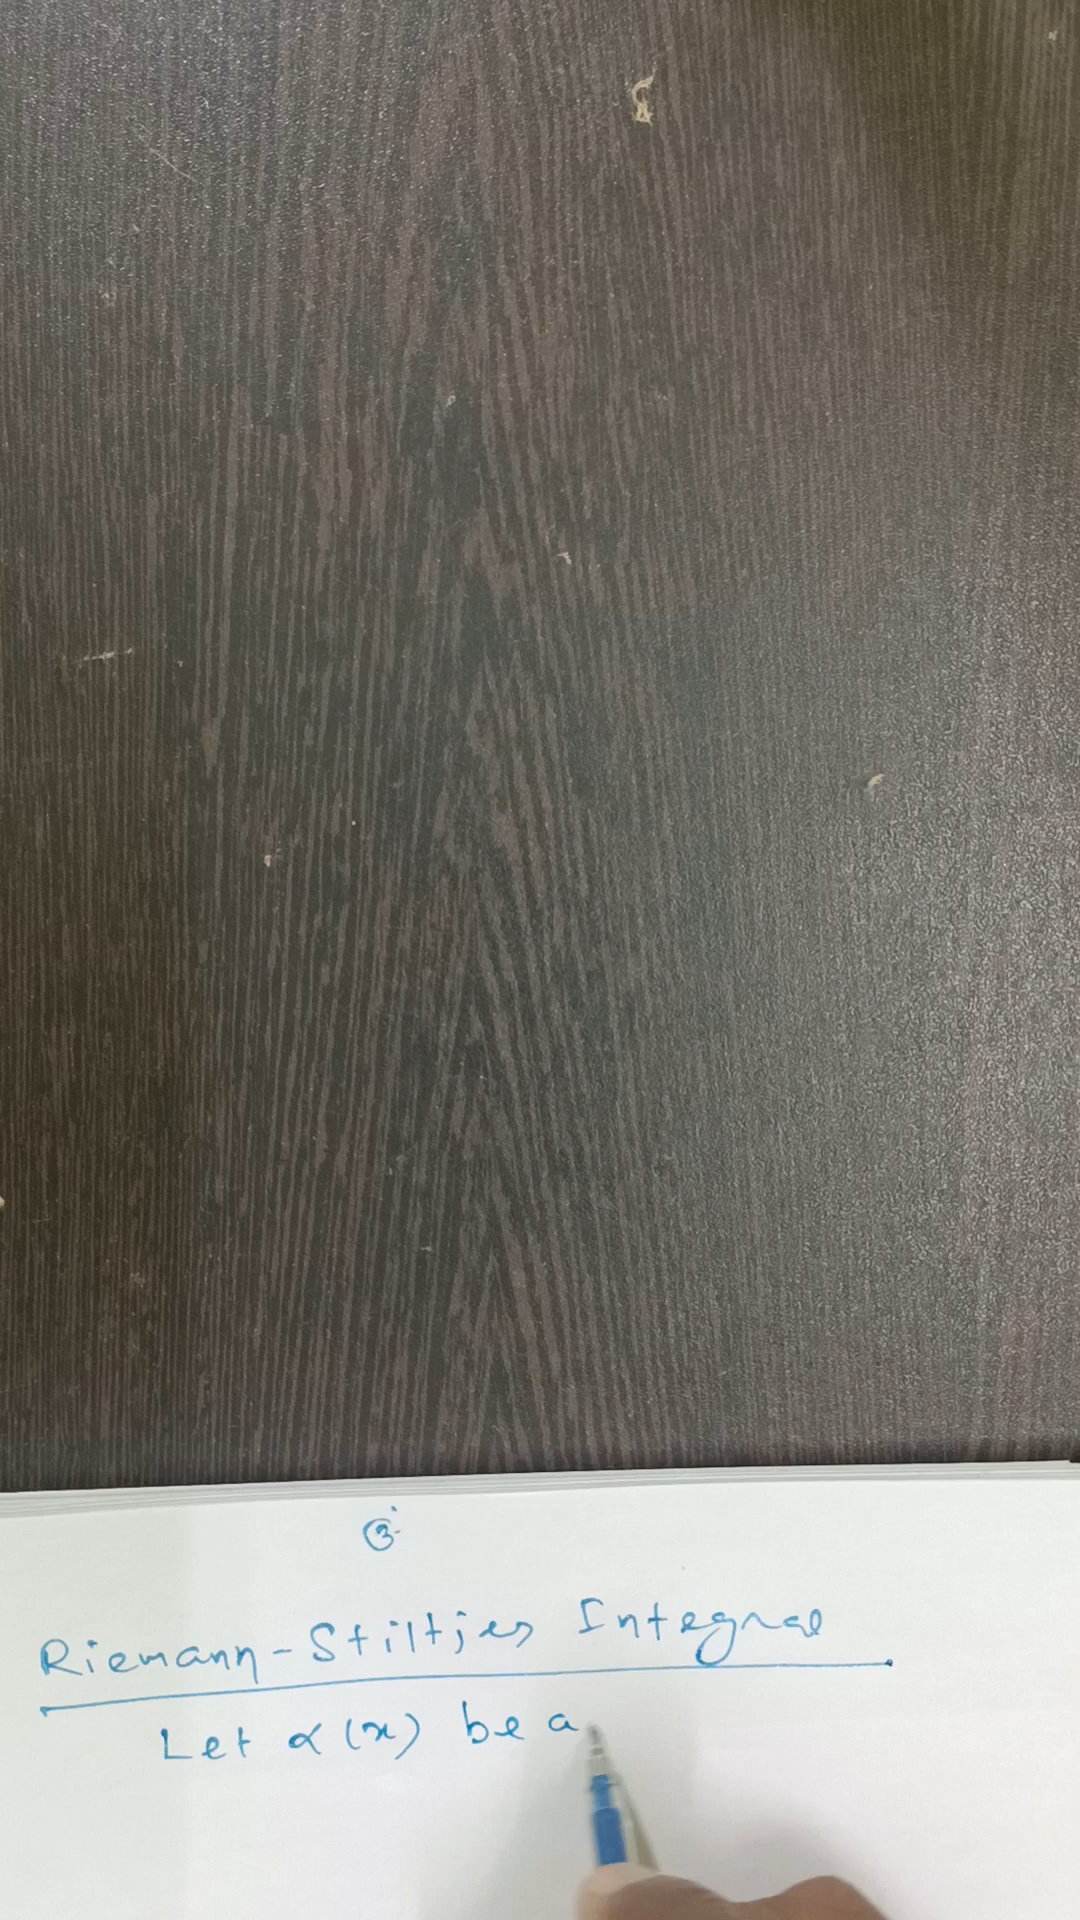 3
Riemann-Stiltjes Integral
Let α(x) be a